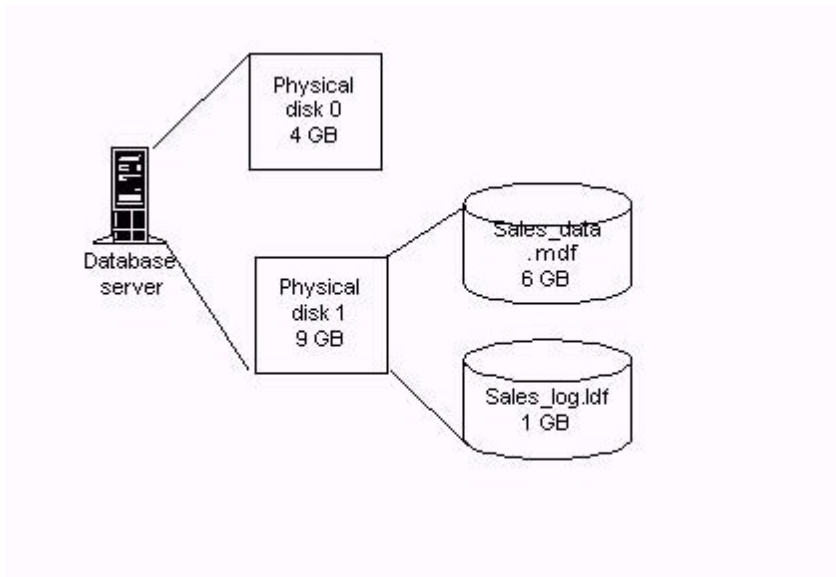 Physical
disk 0
4 GB
Database
server
Physical
disk 1
9 GB
Sales_data
.mdf
6 GB
Sales_log.ldf
1 GB